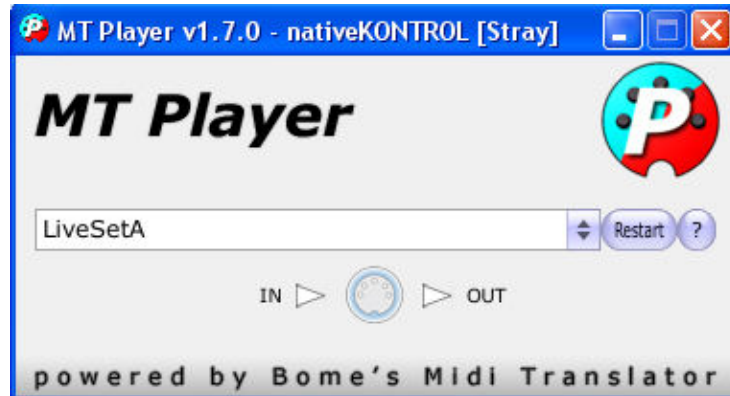 MT Player v1.7.0 - nativeKONTROL [Stray]
MT Player
P
LiveSetA Restart ?
IN OUT
powered by Bome's Midi Translator